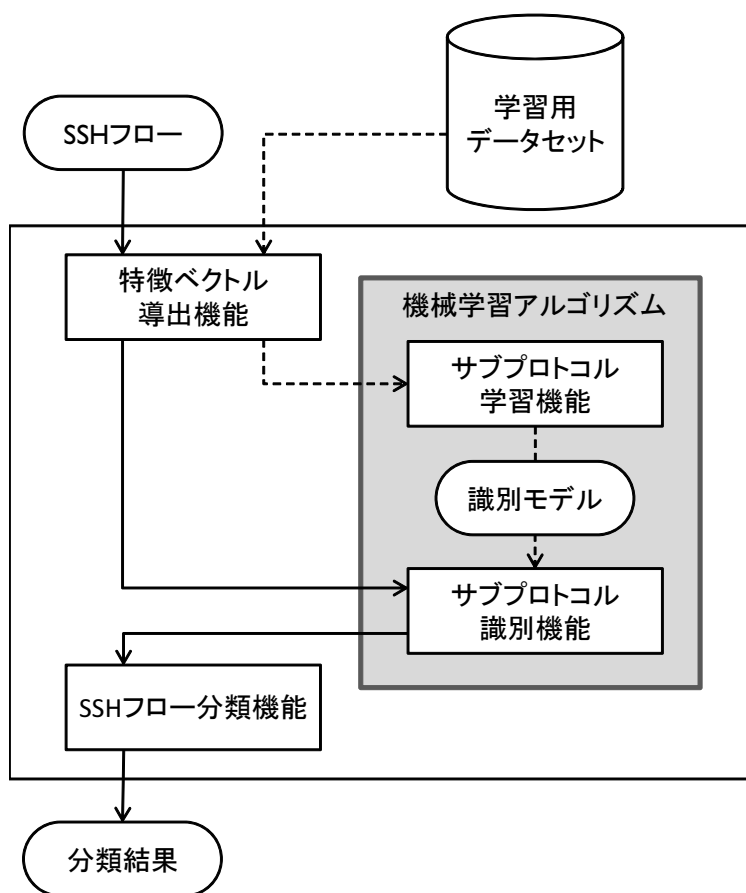 学習用
データセット
SSHフロー
特徴ベクトル
導出機能
機械学習アルゴリズム
サブプロトコル
学習機能
識別モデル
サブプロトコル
識別機能
SSHフロー分類機能
分類結果